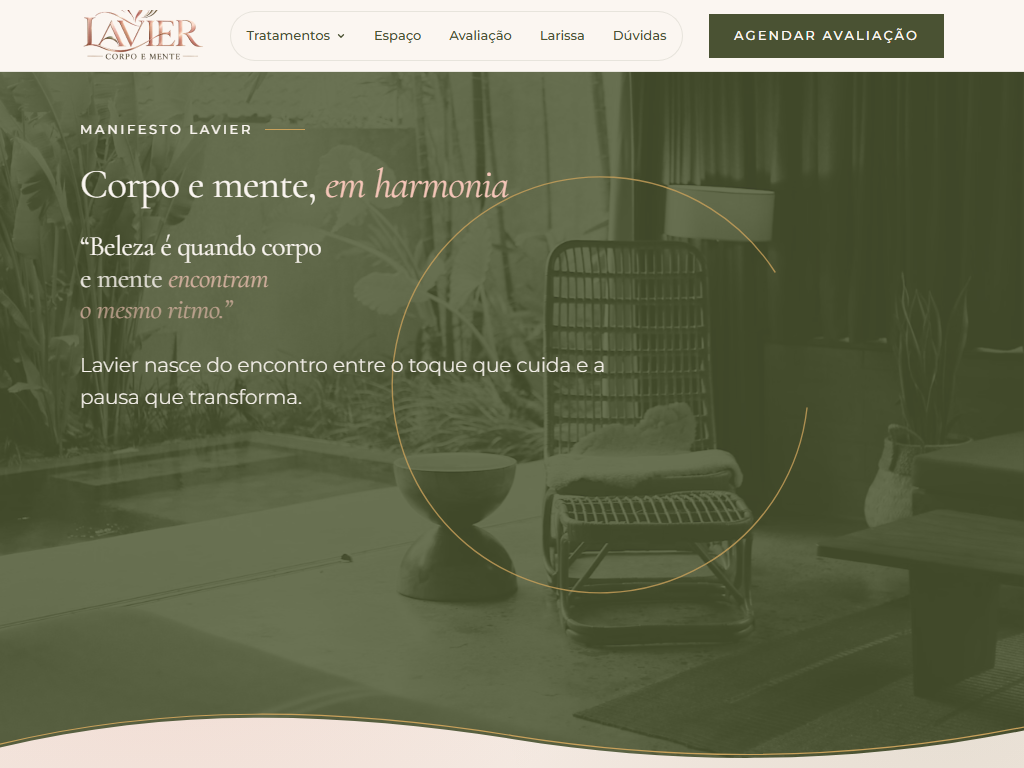 LAVIER
CORPO E MENTE
Tratamentos
Espaço
Avaliação
Larissa
Dúvidas
AGENDAR AVALIAÇÃO
MANIFESTO LAVIER
Corpo e mente, em harmonia
“Beleza é quando corpo
e mente encontram
o mesmo ritmo.”
Lavier nasce do encontro entre o toque que cuida e a
pausa que transforma.